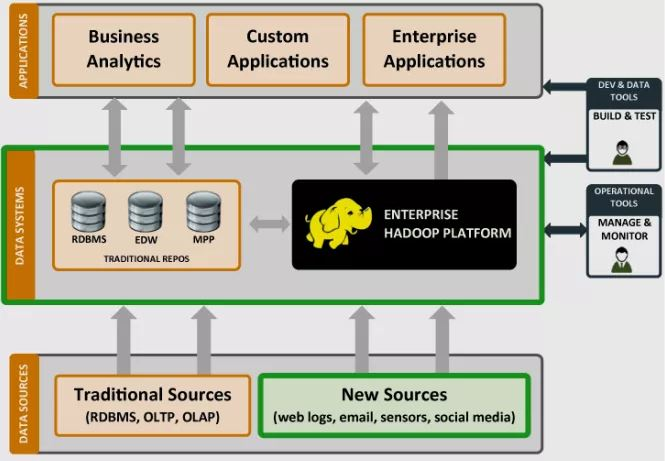 APPLICATIONS
Business
Analytics
Custom
Applications
Enterprise
Applications
DEV & DATA
TOOLS
BUILD & TEST
DATA SYSTEMS
RDBMS
EDW
MPP
TRADITIONAL REPOS
ENTERPRISE
HADOOP PLATFORM
OPERATIONAL
TOOLS
MANAGE &
MONITOR
DATA SOURCES
Traditional Sources
(RDBMS, OLTP, OLAP)
New Sources
(web logs, email, sensors, social media)